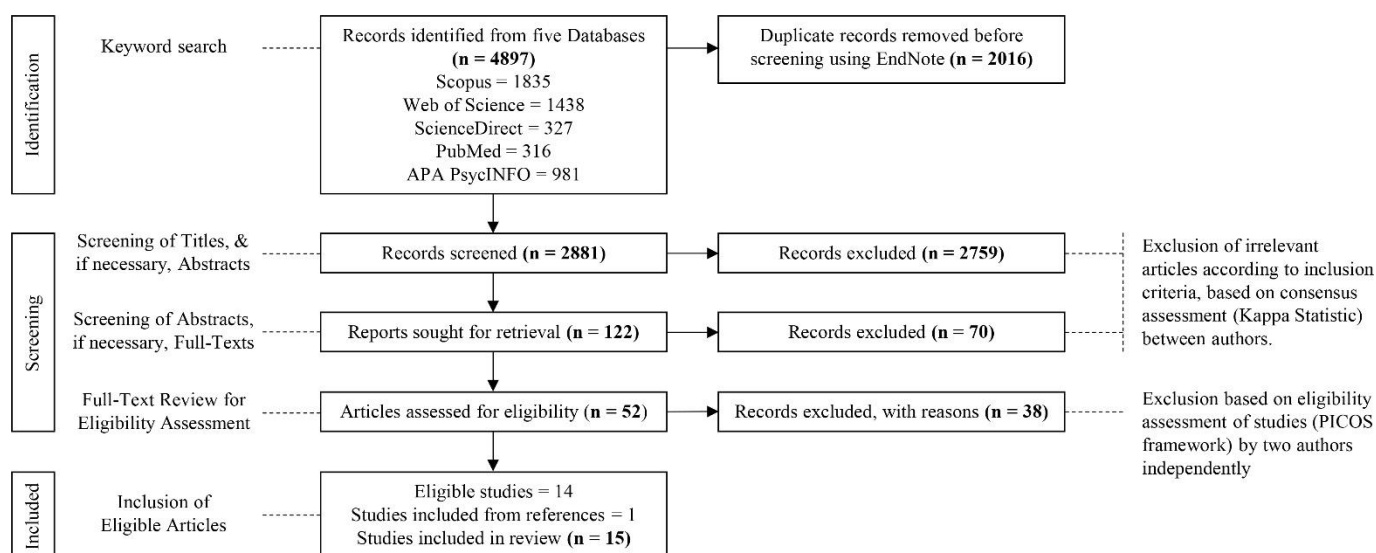 Identification
Keyword search
Records identified from five Databases
(n = 4897)
Scopus = 1835
Web of Science = 1438
ScienceDirect = 327
PubMed = 316
APA PsycINFO = 981
Duplicate records removed before
screening using EndNote (n = 2016)
Screening
Screening of Titles, &
if necessary, Abstracts
Records screened (n = 2881)
Records excluded (n = 2759)
Exclusion of irrelevant
articles according to inclusion
criteria, based on consensus
assessment (Kappa Statistic)
between authors.
Screening of Abstracts,
if necessary, Full-Texts
Reports sought for retrieval (n = 122)
Records excluded (n = 70)
Full-Text Review for
Eligibility Assessment
Articles assessed for eligibility (n = 52)
Records excluded, with reasons (n = 38)
Exclusion based on eligibility
assessment of studies (PICOS
framework) by two authors
independently
Included
Inclusion of
Eligible Articles
Eligible studies = 14
Studies included from references = 1
Studies included in review (n = 15)